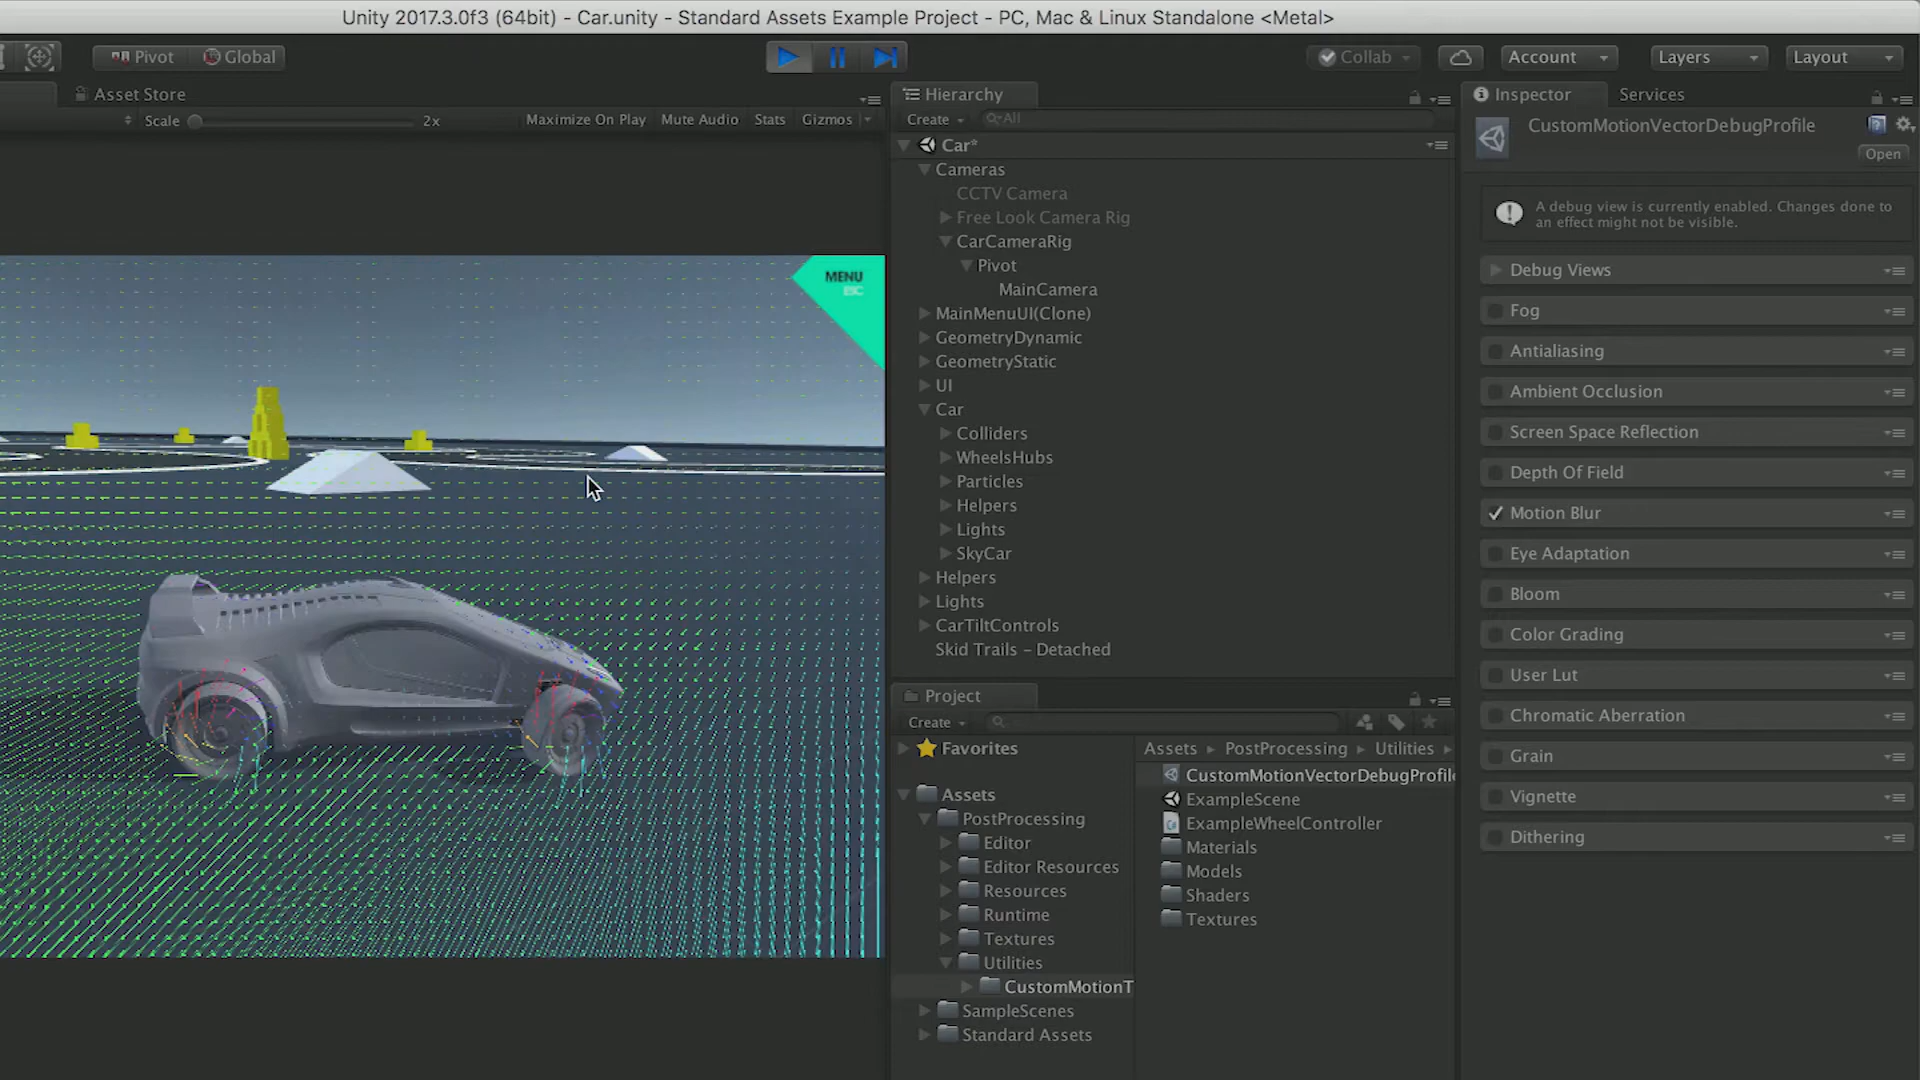 Unity 2017.3.0f3 (64bit) - Car.unity - Standard Assets Example Project - PC, Mac & Linux Standalone <Metal>
Pivot Global Collab Account Layers Layout
Asset Store
Scale 2x Maximize On Play Mute Audio Stats Gizmos
MENU
ESC
Hierarchy
Create All
Car*
Cameras
CCTV Camera
Free Look Camera Rig
CarCameraRig
Pivot
MainCamera
MainMenuUI(Clone)
GeometryDynamic
GeometryStatic
UI
Car
Colliders
WheelsHubs
Particles
Helpers
Lights
SkyCar
Helpers
Lights
CarTiltControls
Skid Trails - Detached
Project
Create
Favorites
Assets
PostProcessing
Editor
Editor Resources
Resources
Runtime
Textures
Utilities
CustomMotionT
SampleScenes
Standard Assets
Assets PostProcessing Utilities
CustomMotionVectorDebugProfile
ExampleScene
ExampleWheelController
Materials
Models
Shaders
Textures
Inspector Services
CustomMotionVectorDebugProfile
Open
A debug view is currently enabled. Changes done to
an effect might not be visible.
Debug Views
Fog
Antialiasing
Ambient Occlusion
Screen Space Reflection
Depth Of Field
Motion Blur
Eye Adaptation
Bloom
Color Grading
User Lut
Chromatic Aberration
Grain
Vignette
Dithering